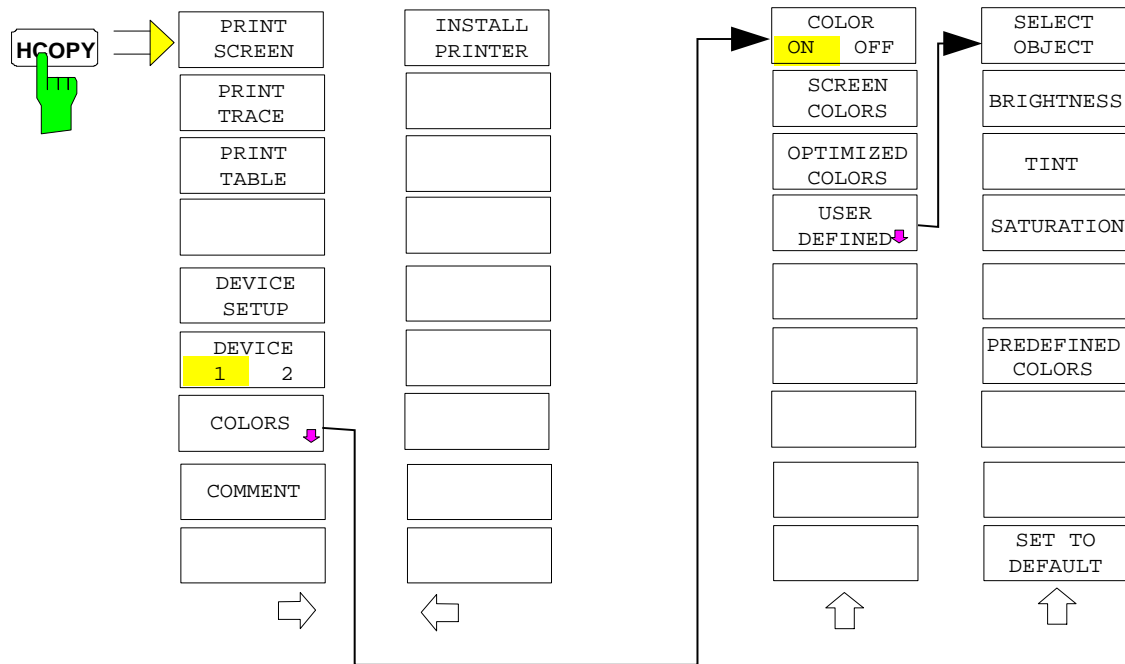 HCOPY
PRINT
SCREEN
PRINT
TRACE
PRINT
TABLE
DEVICE
SETUP
DEVICE
1 2
COLORS
COMMENT
INSTALL
PRINTER
COLOR
ON OFF
SCREEN
COLORS
OPTIMIZED
COLORS
USER
DEFINED
SELECT
OBJECT
BRIGHTNESS
TINT
SATURATION
PREDEFINED
COLORS
SET TO
DEFAULT